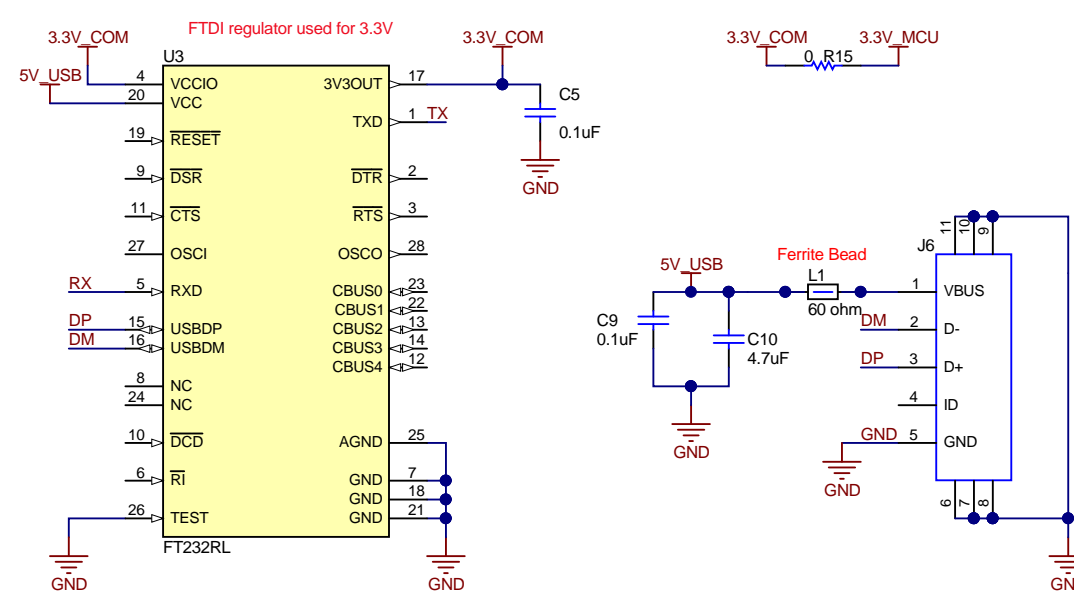 FTDI regulator used for 3.3V
3.3V_COM
3.3V_COM
3.3V_COM
3.3V_MCU
0 R15
U3
5V_USB
4 VCCIO
20 VCC
19 RESET
9 DSR
11 CTS
27 OSCI
RX 5 RXD
DP 15 USBDP
DM 16 USBDM
8 NC
24 NC
10 DCD
6 RI
26 TEST
3V3OUT 17
TXD 1 TX
DTR 2
RTS 3
OSCO 28
CBUS0 23
CBUS1 22
CBUS2 13
CBUS3 14
CBUS4 12
AGND 25
GND 7
GND 18
GND 21
FT232RL
GND
GND
C5
0.1uF
GND
5V_USB
Ferrite Bead
L1
60 ohm
C9
0.1uF
C10
4.7uF
GND
J6
11
10
9
1 VBUS
DM 2 D-
DP 3 D+
4 ID
GND 5 GND
6
7
8
GND
GN